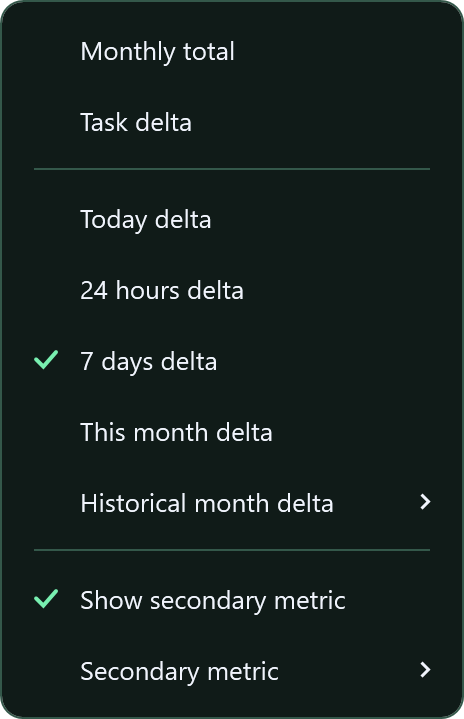 Monthly total
Task delta
Today delta
24 hours delta
7 days delta
This month delta
Historical month delta
Show secondary metric
Secondary metric